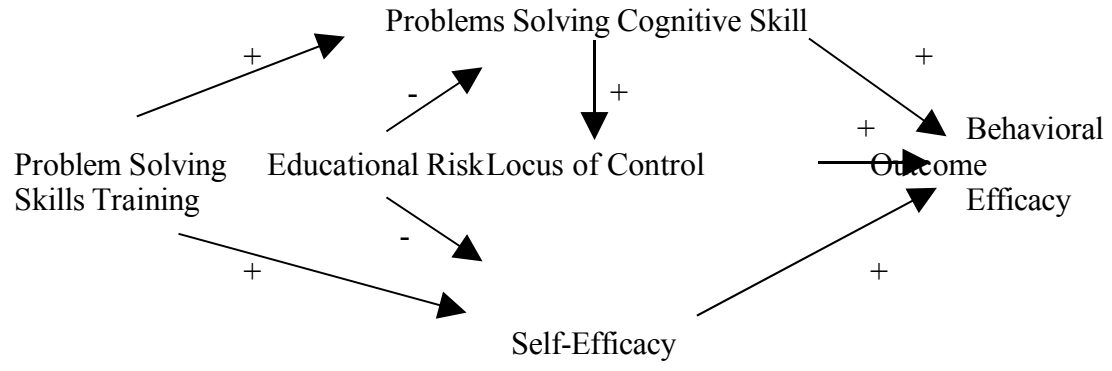 Problems Solving Cognitive Skill
+ +
- +
+ Behavioral
Problem Solving Educational Risk Locus of Control Outcome
Skills Training Efficacy
-
+ +
Self-Efficacy